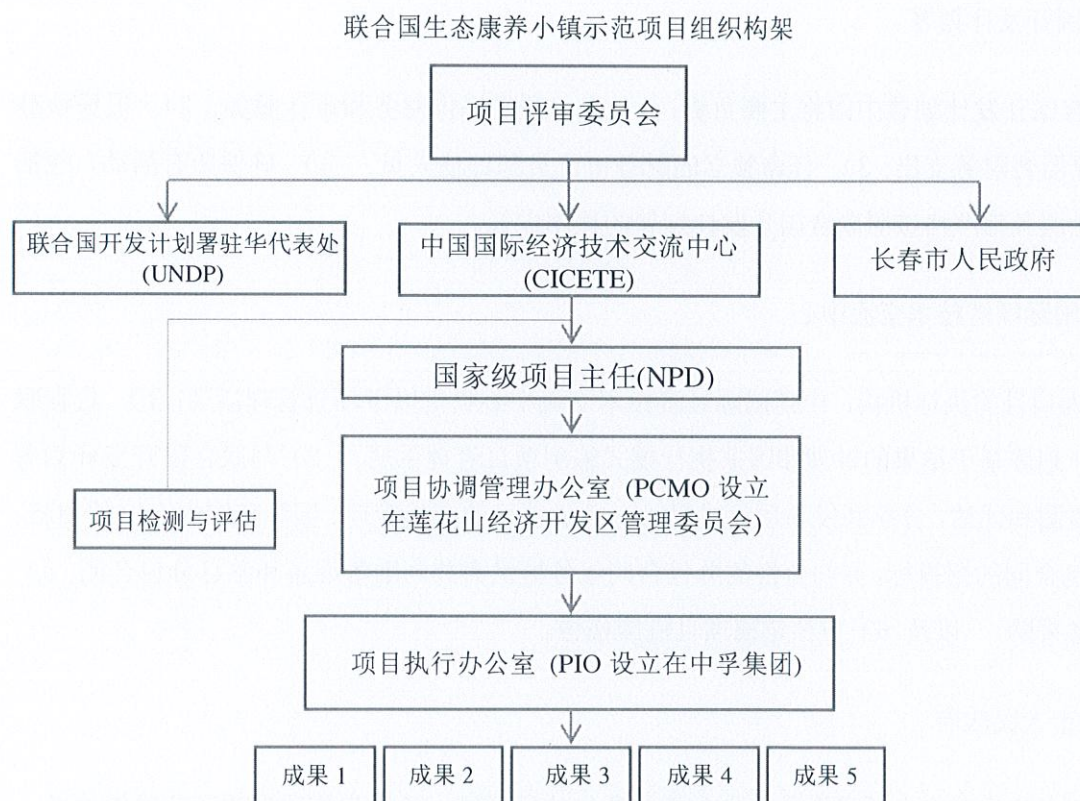 联合国生态康养小镇示范项目组织构架
项目评审委员会
联合国开发计划署驻华代表处
(UNDP)
中国国际经济技术交流中心
(CICETE)
长春市人民政府
国家级项目主任(NPD)
项目协调管理办公室 (PCMO 设立
在莲花山经济开发区管理委员会)
项目检测与评估
项目执行办公室 (PIO 设立在中孚集团)
成果 1
成果 2
成果 3
成果 4
成果 5